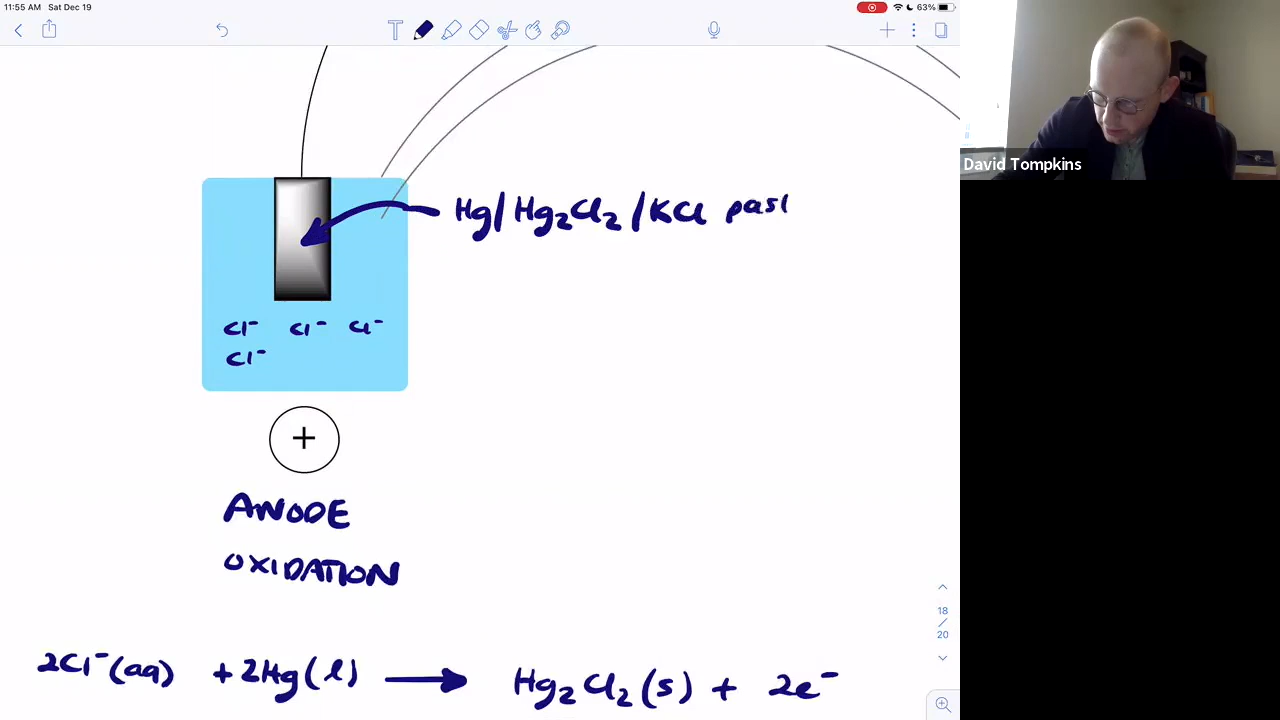 11:55 AM Sat Dec 19
63%
T
David Tompkins
Hg/Hg₂Cl₂/KCl past
Cl⁻ Cl⁻ Cl⁻
Cl⁻
+
ANODE
OXIDATION
18
/
20
2Cl⁻(aq) + 2Hg(l) → Hg₂Cl₂(s) + 2e⁻